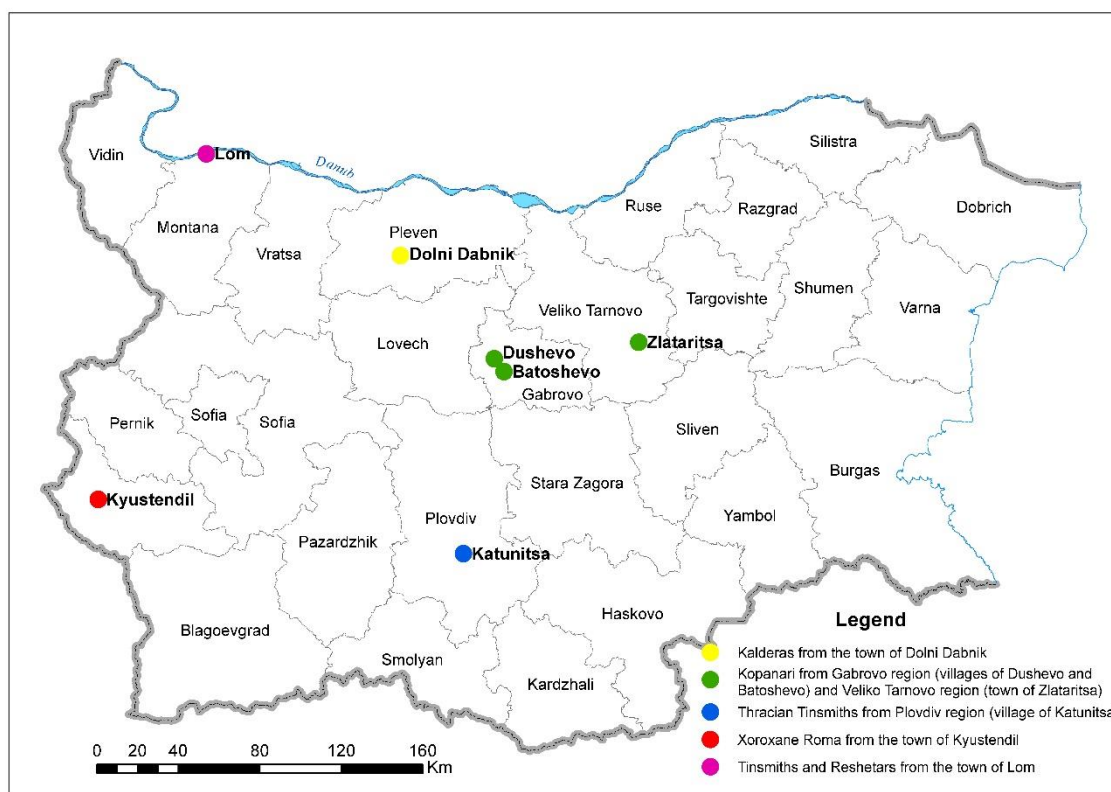 Vidin
Lom
Danub
Silistra
Ruse
Razgrad
Dobrich
Montana
Pleven
Dolni Dabnik
Vratsa
Targovishte
Shumen
Varna
Veliko Tarnovo
Zlataritsa
Lovech
Dushevo
Batoshevo
Gabrovo
Pernik
Sofia
Sofia
Sliven
Burgas
Kyustendil
Stara Zagora
Plovdiv
Yambol
Pazardzhik
Katunitsa
Haskovo
Blagoevgrad
Smolyan
Kardzhali
Legend
Kalderas from the town of Dolni Dabnik
Kopanari from Gabrovo region (villages of Dushevo and
Batoshevo) and Veliko Tarnovo region (town of Zlataritsa)
Thracian Tinsmiths from Plovdiv region (village of Katunitsa
Xoroxane Roma from the town of Kyustendil
Tinsmiths and Reshetars from the town of Lom
0 20 40 80 120 160
Km